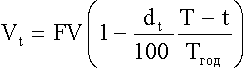 V_t = FV(1 − d_t/100 · (T − t)/T_год)